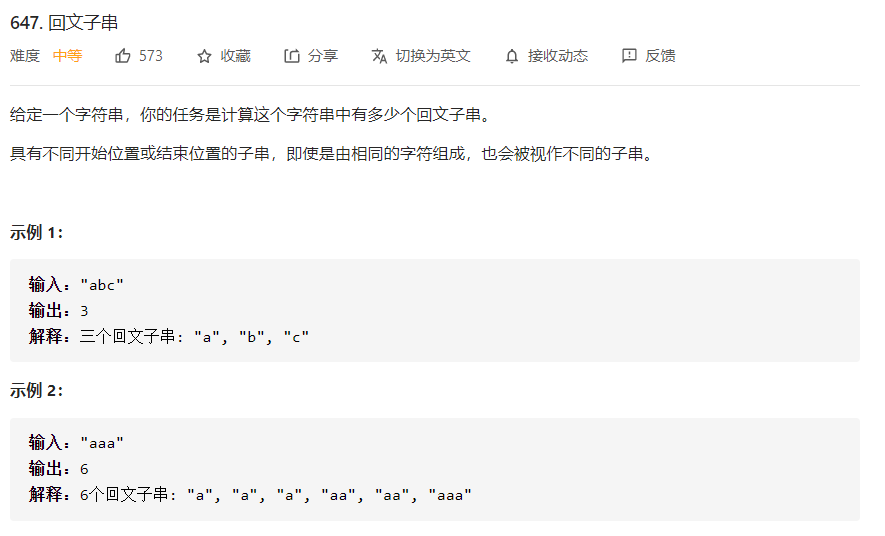 647. 回文子串
难度 中等 573 收藏 分享 切换为英文 接收动态 反馈
给定一个字符串，你的任务是计算这个字符串中有多少个回文子串。
具有不同开始位置或结束位置的子串，即使是由相同的字符组成，也会被视作不同的子串。
示例 1：
输入："abc"
输出：3
解释：三个回文子串: "a", "b", "c"
示例 2：
输入："aaa"
输出：6
解释：6个回文子串: "a", "a", "a", "aa", "aa", "aaa"